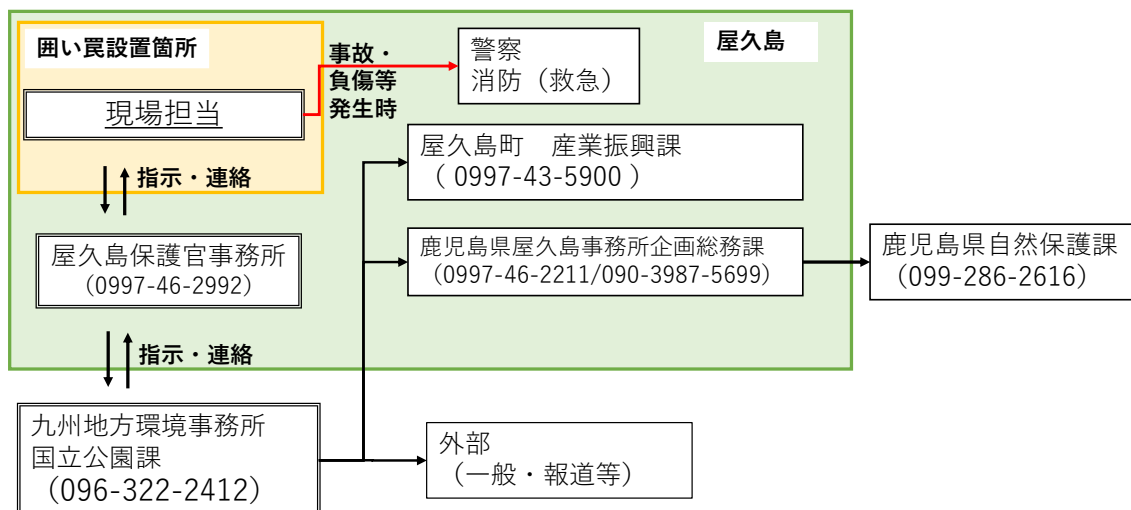 囲い罠設置箇所
現場担当
事故・
負傷等
発生時
警察
消防（救急）
屋久島
指示・連絡
屋久島町　産業振興課
（ 0997-43-5900 ）
屋久島保護官事務所
（0997-46-2992）
鹿児島県屋久島事務所企画総務課
（0997-46-2211/090-3987-5699）
鹿児島県自然保護課
（099-286-2616）
指示・連絡
九州地方環境事務所
国立公園課
（096-322-2412）
外部
（一般・報道等）